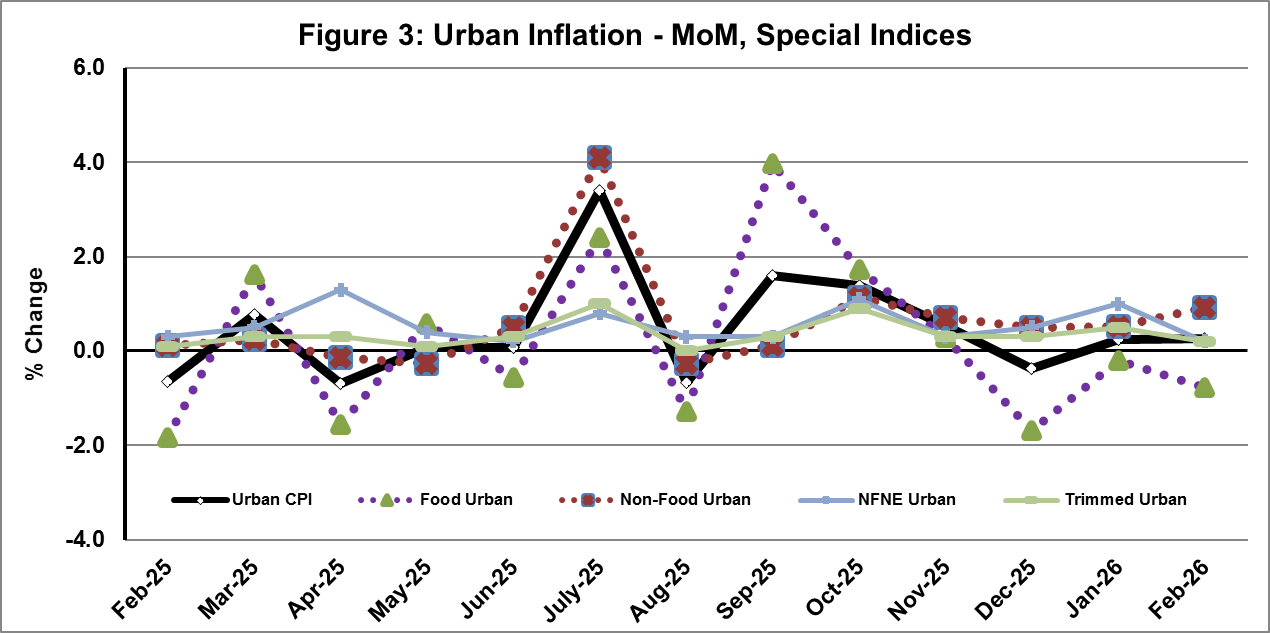 Figure 3: Urban Inflation - MoM, Special Indices
6.0
4.0
2.0
0.0
-2.0
-4.0
% Change
Urban CPI Food Urban Non-Food Urban NFNE Urban Trimmed Urban
Feb-25 Mar-25 Apr-25 May-25 Jun-25 July-25 Aug-25 Sep-25 Oct-25 Nov-25 Dec-25 Jan-26 Feb-26